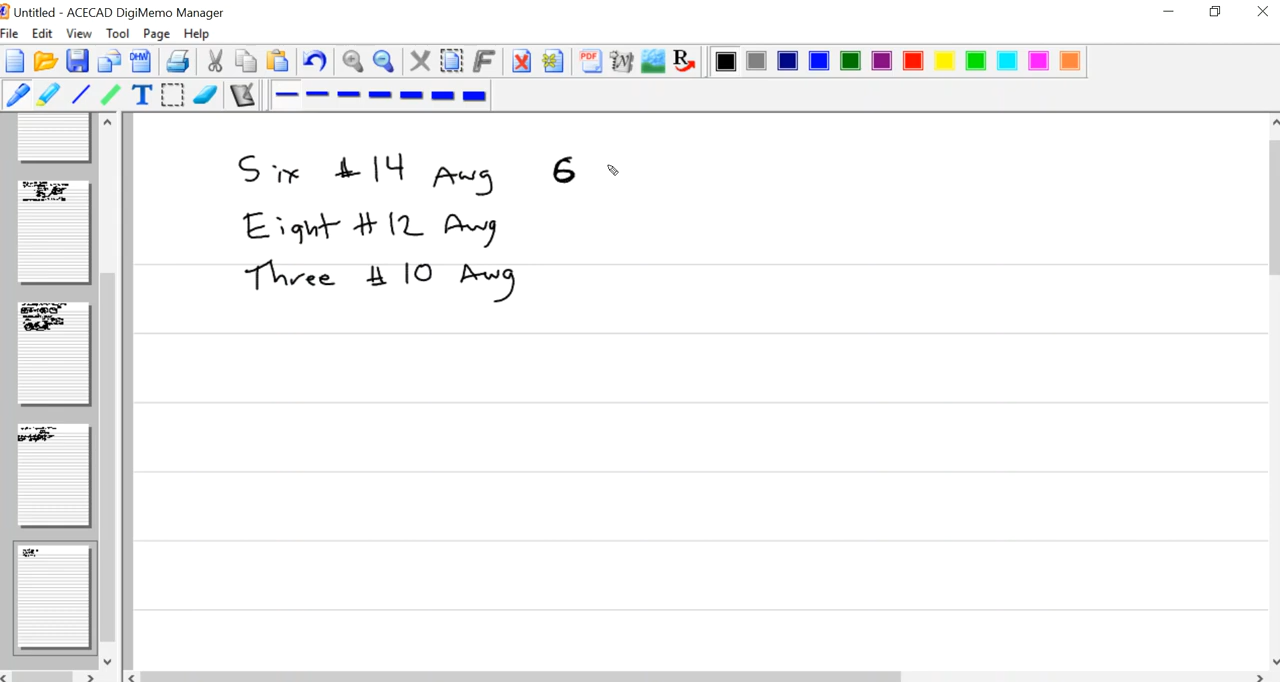 Untitled - ACECAD DigiMemo Manager
File Edit View Tool Page Help
Six #14 Awg 6
Eight #12 Awg
Three #10 Awg